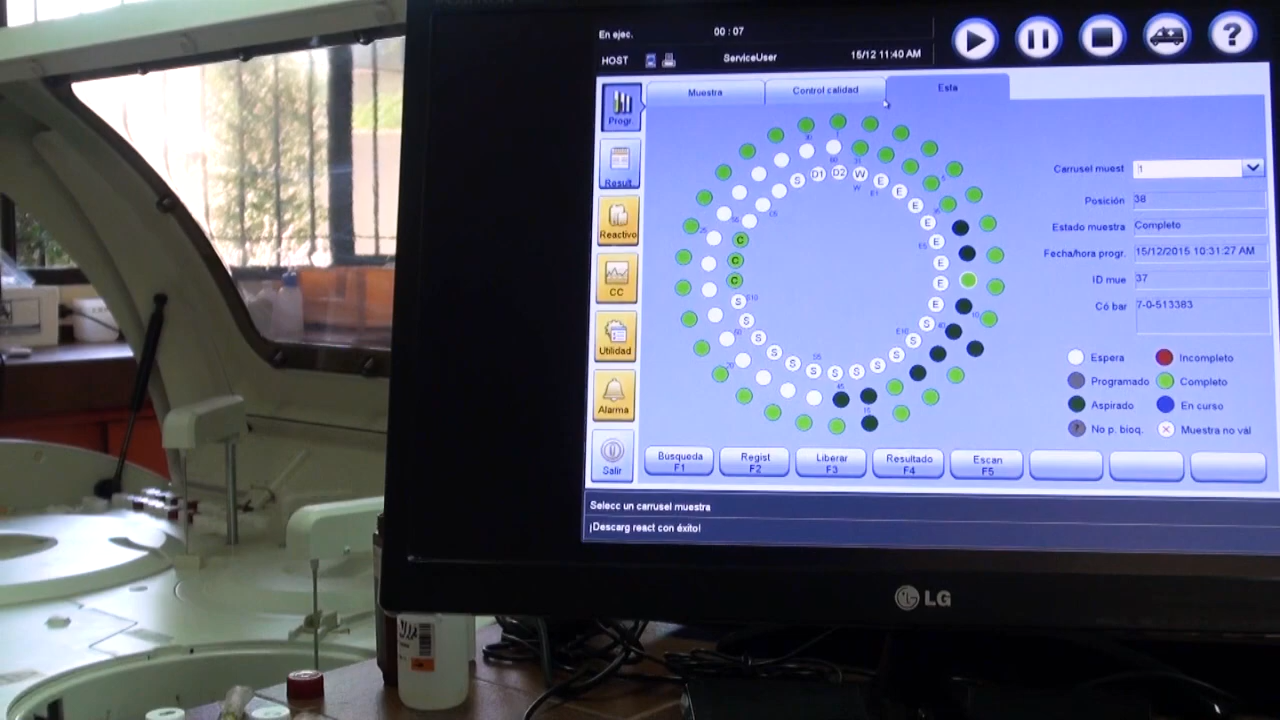 En ejec.
00 : 07
HOST
ServiceUser
15/12 11:40 AM
?
Progr.
Result.
Reactivo
CC
Utilidad
Alarma
Salir
Muestra
Control calidad
Esta
S D1 D2 W E E E E E E E E E
S S S S S S S S S S S S
C
C
C
Carrusel muest 1
Posición 38
Estado muestra Completo
Fecha/hora progr. 15/12/2015 10:31:27 AM
ID mue 37
Có bar 7-0-513383
Espera
Incompleto
Programado
Completo
Aspirado
En curso
? No p. bioq.
Muestra no vál
Búsqueda
F1
Regist
F2
Liberar
F3
Resultado
F4
Escan
F5
Selecc un carrusel muestra
¡Descarg react con éxito!
LG